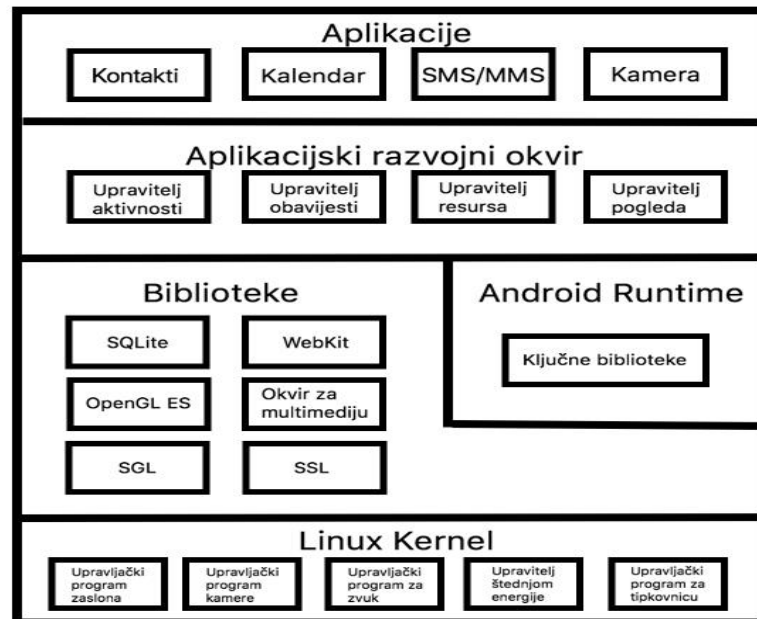 Aplikacije
Kontakti
Kalendar
SMS/MMS
Kamera
Aplikacijski razvojni okvir
Upravitelj
aktivnosti
Upravitelj
obavijesti
Upravitelj
resursa
Upravitelj
pogleda
Biblioteke
SQLite
WebKit
OpenGL ES
Okvir za
multimediju
SGL
SSL
Android Runtime
Ključne biblioteke
Linux Kernel
Upravljački
program
zaslona
Upravljački
program
kamere
Upravljački
program za
zvuk
Upravitelj
štednjom
energije
Upravljački
program za
tipkovnicu